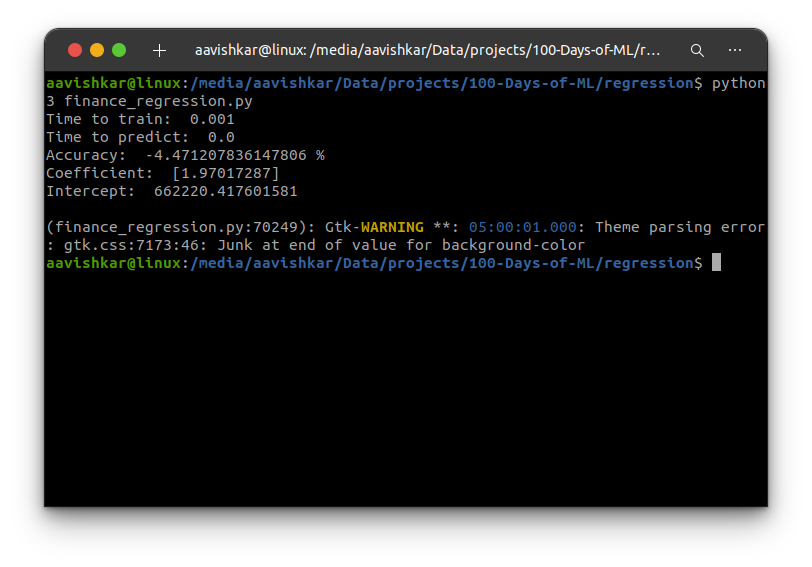 aavishkar@linux: /media/aavishkar/Data/projects/100-Days-of-ML/r...
aavishkar@linux:/media/aavishkar/Data/projects/100-Days-of-ML/regression$ python
3 finance_regression.py
Time to train:  0.001
Time to predict:  0.0
Accuracy:  -4.471207836147806 %
Coefficient:  [1.97017287]
Intercept:  662220.417601581
(finance_regression.py:70249): Gtk-WARNING **: 05:00:01.000: Theme parsing error
: gtk.css:7173:46: Junk at end of value for background-color
aavishkar@linux:/media/aavishkar/Data/projects/100-Days-of-ML/regression$